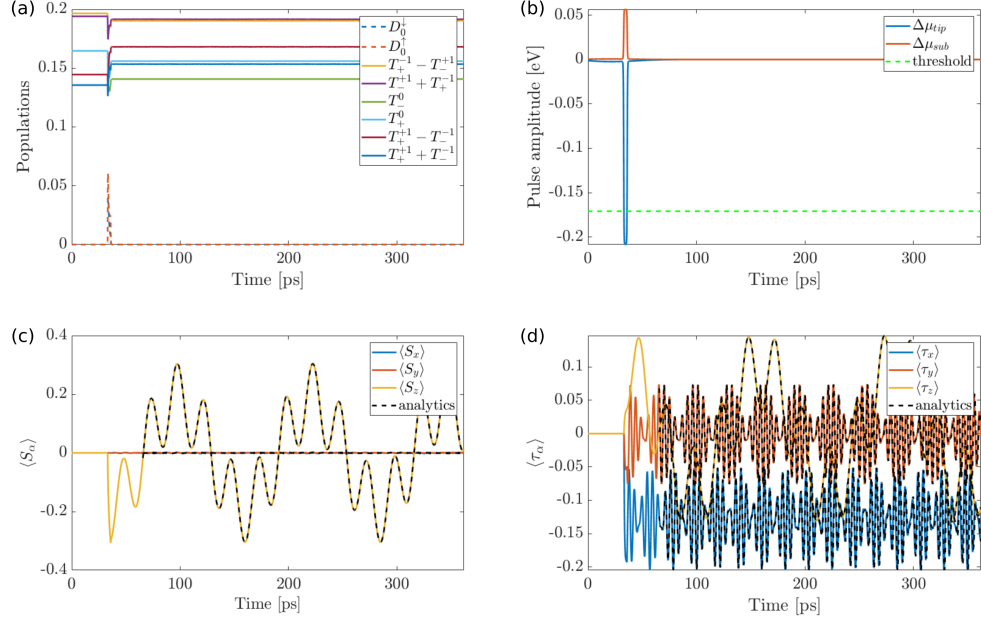 (a)
0.2
0.15
0.1
0.05
0
Populations
0 100 200 300
Time [ps]
D_0^↓
D_0^↑
T_+^{-1} − T_-^{+1}
T_-^{+1} + T_+^{-1}
T_-^0
T_+^0
T_+^{+1} − T_-^{-1}
T_+^{+1} + T_-^{-1}
(b)
0.05
0
-0.05
-0.1
-0.15
-0.2
Pulse amplitude [eV]
0 100 200 300
Time [ps]
Δμ_{tip}
Δμ_{sub}
threshold
(c)
0.4
0.2
0
-0.2
-0.4
⟨S_α⟩
0 100 200 300
Time [ps]
⟨S_x⟩
⟨S_y⟩
⟨S_z⟩
analytics
(d)
0.1
0.05
0
-0.05
-0.1
-0.15
-0.2
⟨τ_α⟩
0 100 200 300
Time [ps]
⟨τ_x⟩
⟨τ_y⟩
⟨τ_z⟩
analytics